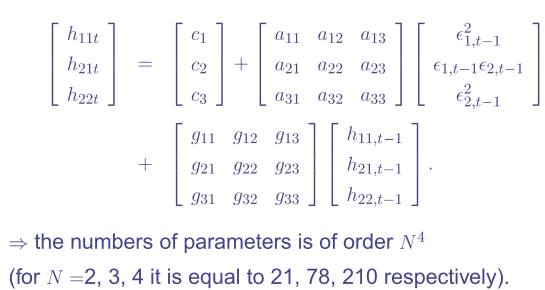 [ h₁₁ₜ ; h₂₁ₜ ; h₂₂ₜ ] = [ c₁ ; c₂ ; c₃ ] + [ a₁₁ a₁₂ a₁₃ ; a₂₁ a₂₂ a₂₃ ; a₃₁ a₃₂ a₃₃ ] [ ϵ²₁,ₜ₋₁ ; ϵ₁,ₜ₋₁ϵ₂,ₜ₋₁ ; ϵ²₂,ₜ₋₁ ]
+ [ g₁₁ g₁₂ g₁₃ ; g₂₁ g₂₂ g₂₃ ; g₃₁ g₃₂ g₃₃ ] [ h₁₁,ₜ₋₁ ; h₂₁,ₜ₋₁ ; h₂₂,ₜ₋₁ ] .
⇒ the numbers of parameters is of order N⁴
(for N =2, 3, 4 it is equal to 21, 78, 210 respectively).